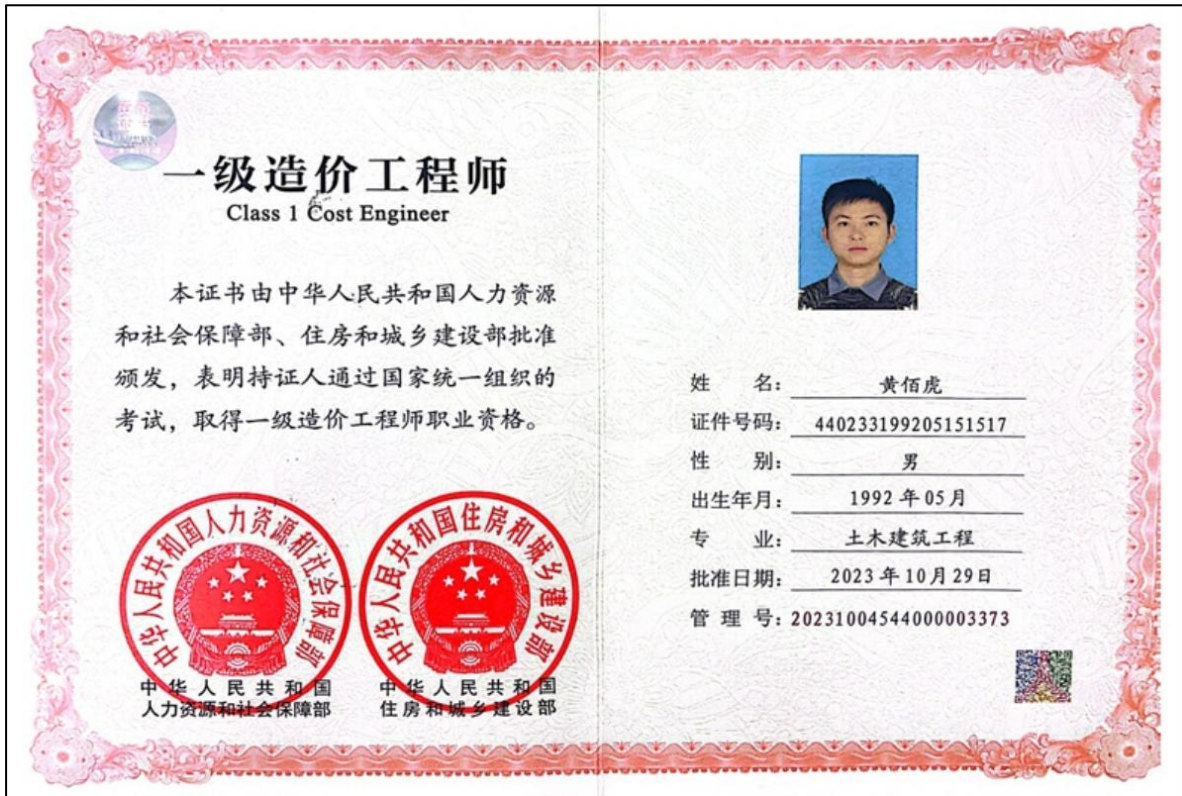 一级造价工程师
Class 1 Cost Engineer
本证书由中华人民共和国人力资源
和社会保障部、住房和城乡建设部批准
颁发，表明持证人通过国家统一组织的
考试，取得一级造价工程师职业资格。
中华人民共和国人力资源和社会保障部
中华人民共和国住房和城乡建设部
中华人民共和国
人力资源和社会保障部
中华人民共和国
住房和城乡建设部
姓 名： 黄佰虎
证件号码： 440233199205151517
性 别： 男
出生年月： 1992年05月
专 业： 土木建筑工程
批准日期： 2023年10月29日
管 理 号：20231004544000003373